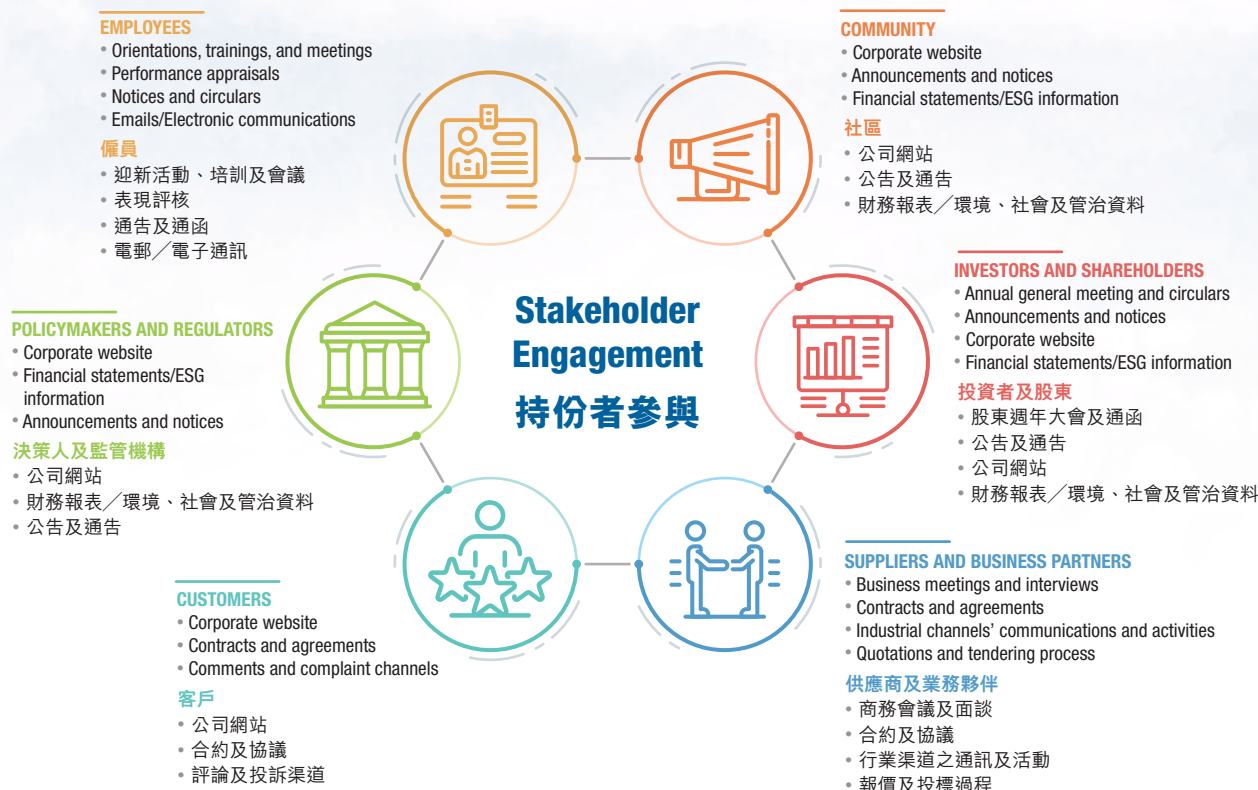 EMPLOYEES
• Orientations, trainings, and meetings
• Performance appraisals
• Notices and circulars
• Emails/Electronic communications
僱員
• 迎新活動、培訓及會議
• 表現評核
• 通告及通函
• 電郵╱電子通訊
COMMUNITY
• Corporate website
• Announcements and notices
• Financial statements/ESG information
社區
• 公司網站
• 公告及通告
• 財務報表╱環境、社會及管治資料
POLICYMAKERS AND REGULATORS
• Corporate website
• Financial statements/ESG
information
• Announcements and notices
決策人及監管機構
• 公司網站
• 財務報表╱環境、社會及管治資料
• 公告及通告
Stakeholder
Engagement
持份者參與
INVESTORS AND SHAREHOLDERS
• Annual general meeting and circulars
• Announcements and notices
• Corporate website
• Financial statements/ESG information
投資者及股東
• 股東週年大會及通函
• 公告及通告
• 公司網站
• 財務報表╱環境、社會及管治資料
CUSTOMERS
• Corporate website
• Contracts and agreements
• Comments and complaint channels
客戶
• 公司網站
• 合約及協議
• 評論及投訴渠道
SUPPLIERS AND BUSINESS PARTNERS
• Business meetings and interviews
• Contracts and agreements
• Industrial channels' communications and activities
• Quotations and tendering process
供應商及業務夥伴
• 商務會議及面談
• 合約及協議
• 行業渠道之通訊及活動
• 報價及投標過程